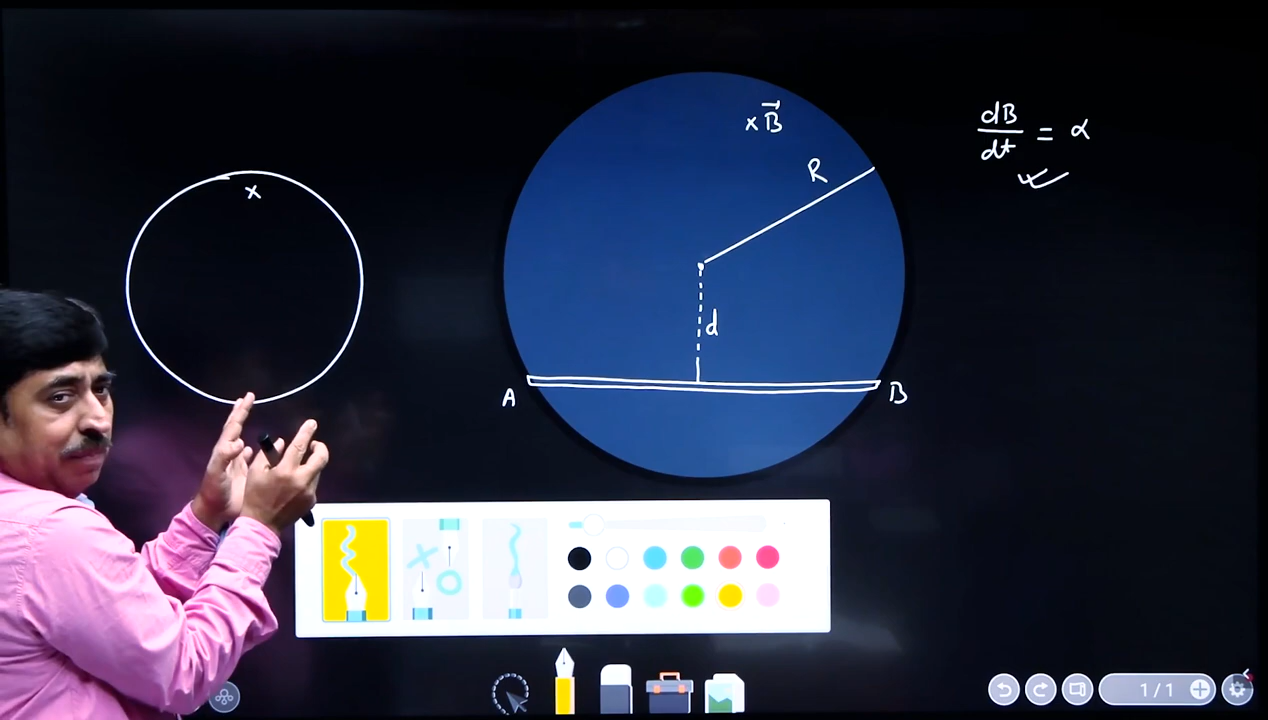 x
x B⃗
R
d
A
B
dB/dt = α
1 / 1